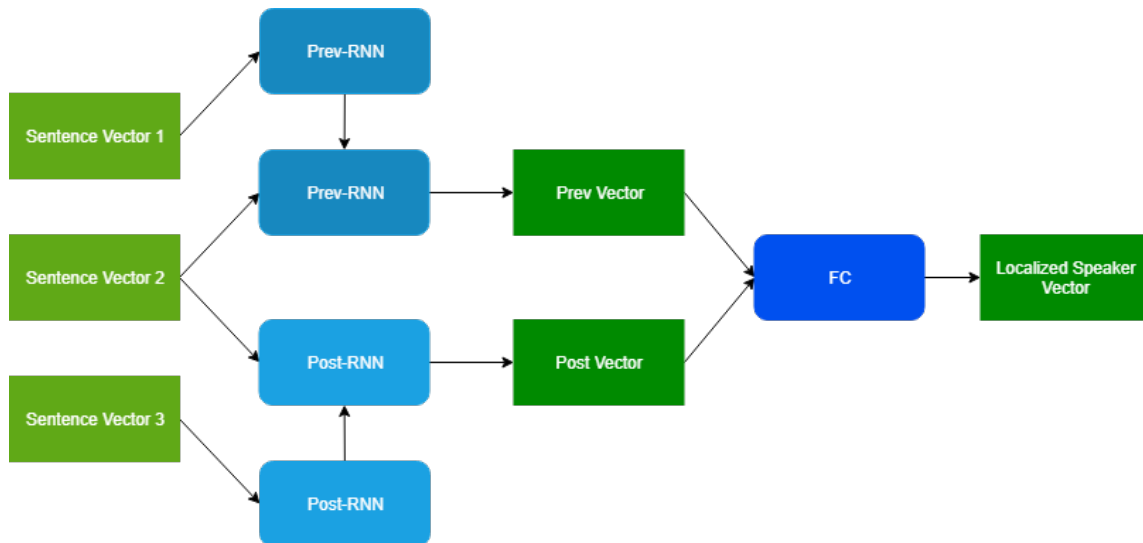 Prev-RNN
Sentence Vector 1
Prev-RNN
Prev Vector
Sentence Vector 2
FC
Localized Speaker
Vector
Post-RNN
Post Vector
Sentence Vector 3
Post-RNN